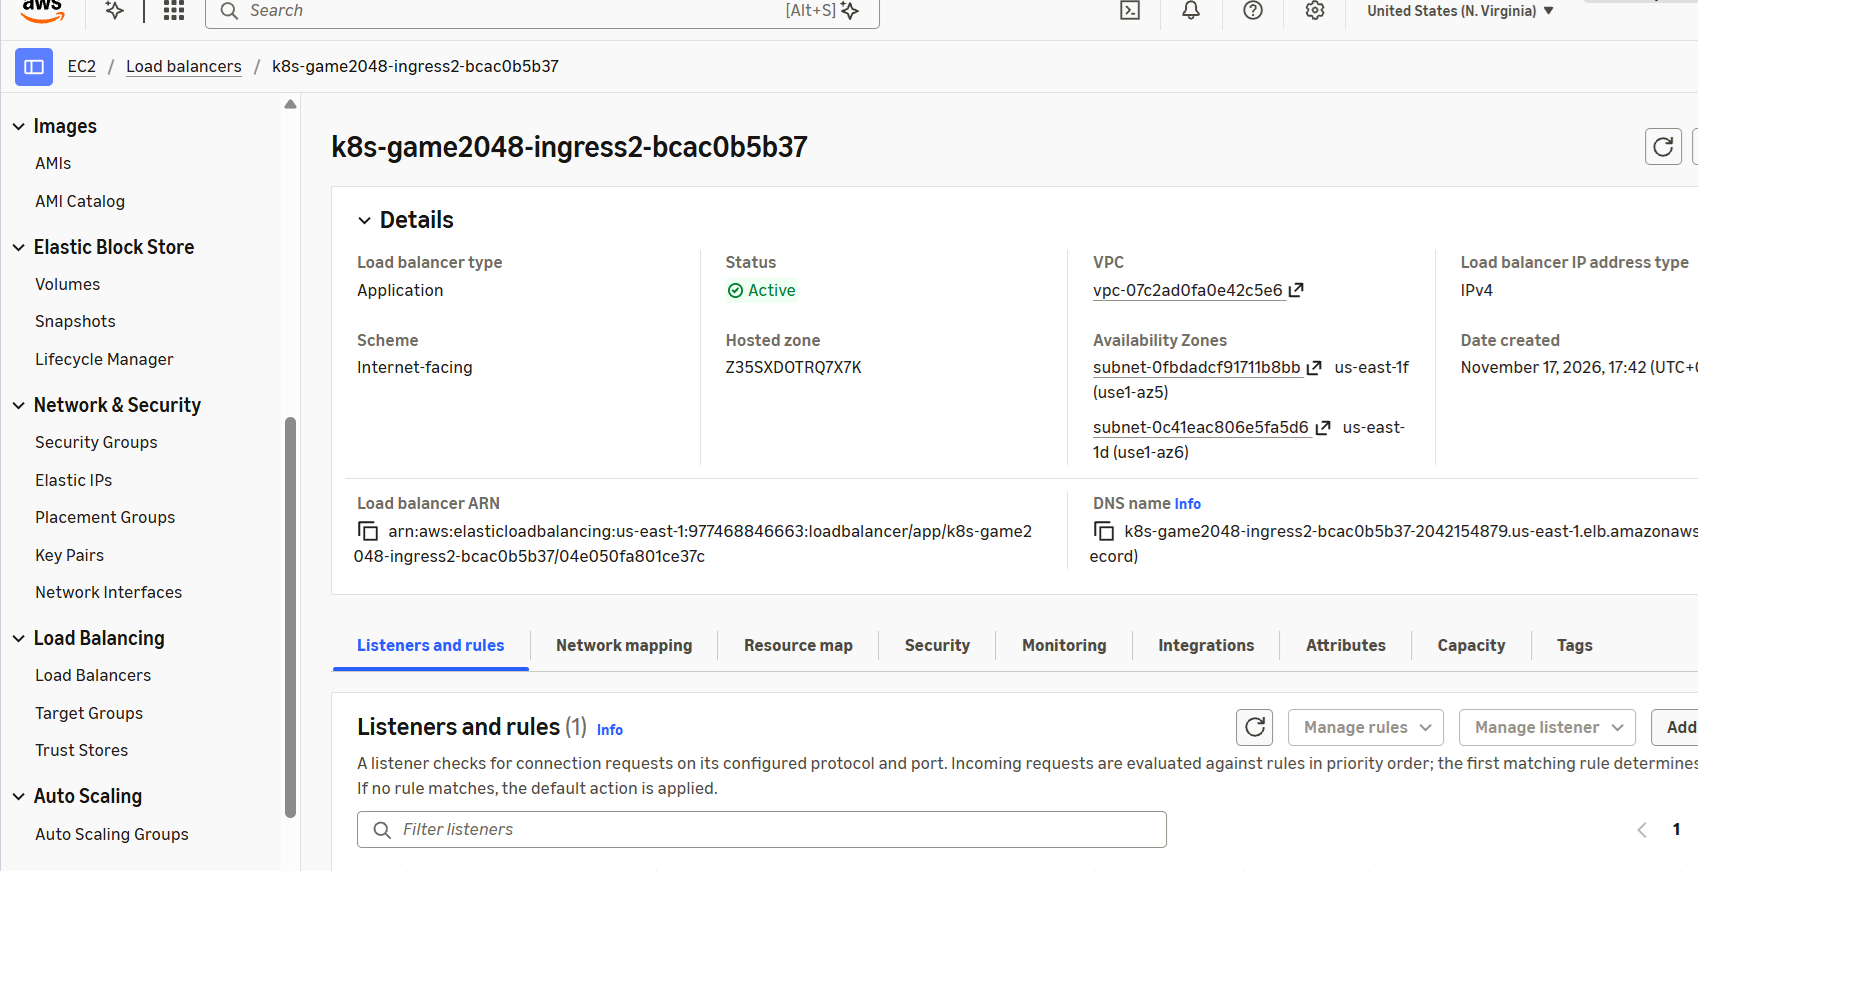 aws
Search [Alt+S]
United States (N. Virginia)
EC2 / Load balancers / k8s-game2048-ingress2-bcac0b5b37
Images
AMIs
AMI Catalog
Elastic Block Store
Volumes
Snapshots
Lifecycle Manager
Network & Security
Security Groups
Elastic IPs
Placement Groups
Key Pairs
Network Interfaces
Load Balancing
Load Balancers
Target Groups
Trust Stores
Auto Scaling
Auto Scaling Groups
k8s-game2048-ingress2-bcac0b5b37
Details
Load balancer type
Application
Status
Active
VPC
vpc-07c2ad0fa0e42c5e6
Load balancer IP address type
IPv4
Scheme
Internet-facing
Hosted zone
Z35SXDOTRQ7X7K
Availability Zones
subnet-0fbdadcf91711b8bb us-east-1f
(use1-az5)
subnet-0c41eac806e5fa5d6 us-east-
1d (use1-az6)
Date created
November 17, 2026, 17:42 (UTC+
Load balancer ARN
arn:aws:elasticloadbalancing:us-east-1:977468846663:loadbalancer/app/k8s-game2
048-ingress2-bcac0b5b37/04e050fa801ce37c
DNS name Info
k8s-game2048-ingress2-bcac0b5b37-2042154879.us-east-1.elb.amazonaws
ecord)
Listeners and rules
Network mapping
Resource map
Security
Monitoring
Integrations
Attributes
Capacity
Tags
Listeners and rules (1) Info
Manage rules
Manage listener
Add
A listener checks for connection requests on its configured protocol and port. Incoming requests are evaluated against rules in priority order; the first matching rule determines
If no rule matches, the default action is applied.
Filter listeners
1